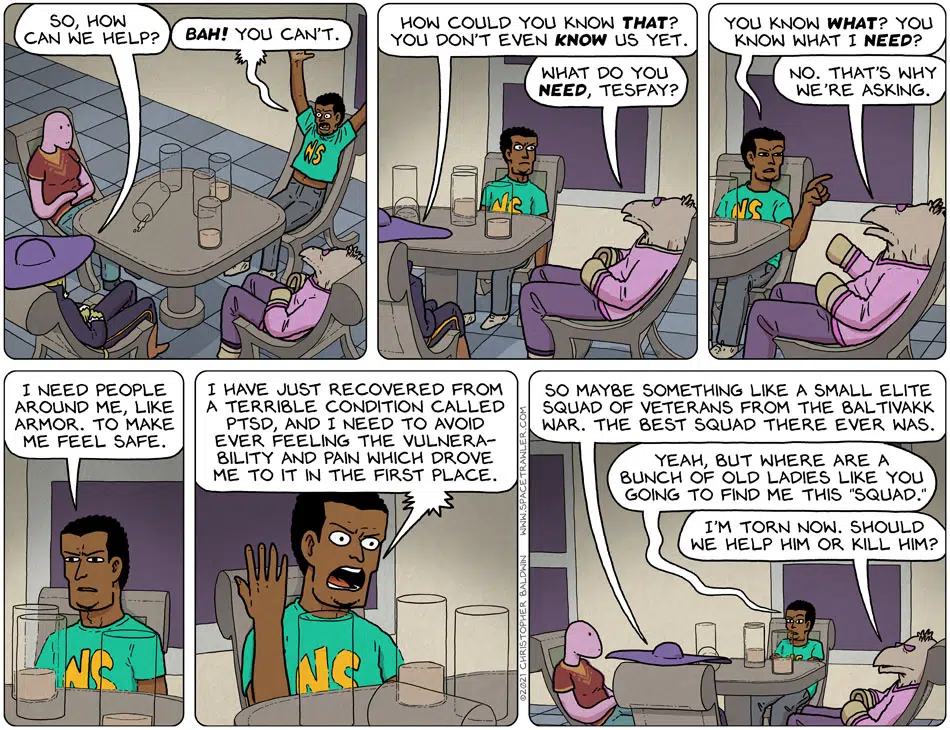 SO, HOW
CAN WE HELP?
BAH! YOU CAN'T.
NS
HOW COULD YOU KNOW THAT?
YOU DON'T EVEN KNOW US YET.
WHAT DO YOU
NEED, TESFAY?
NS
YOU KNOW WHAT? YOU
KNOW WHAT I NEED?
NO. THAT'S WHY
WE'RE ASKING.
NS
I NEED PEOPLE
AROUND ME, LIKE
ARMOR. TO MAKE
ME FEEL SAFE.
NS
I HAVE JUST RECOVERED FROM
A TERRIBLE CONDITION CALLED
PTSD, AND I NEED TO AVOID
EVER FEELING THE VULNERA-
BILITY AND PAIN WHICH DROVE
ME TO IT IN THE FIRST PLACE.
NS
©2021 CHRISTOPHER BALDWIN WWW.SPACETRAWLER.COM
SO MAYBE SOMETHING LIKE A SMALL ELITE
SQUAD OF VETERANS FROM THE BALTIVAKK
WAR. THE BEST SQUAD THERE EVER WAS.
YEAH, BUT WHERE ARE A
BUNCH OF OLD LADIES LIKE YOU
GOING TO FIND ME THIS "SQUAD."
I'M TORN NOW. SHOULD
WE HELP HIM OR KILL HIM?
NS